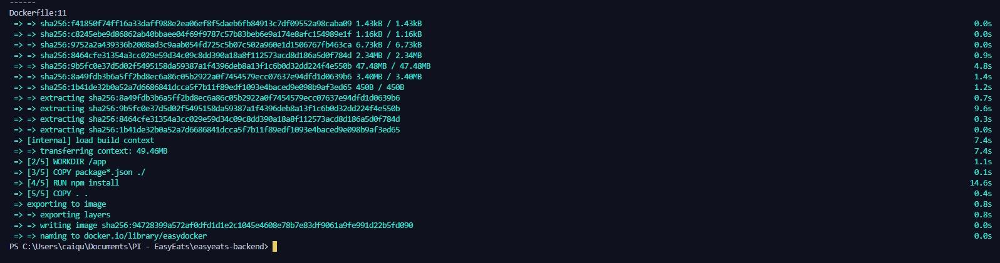 ------
Dockerfile:11
=> => sha256:f41850f74ff16a33daff988e2ea06ef8f5daeb6fb84913c7df09552a98caba09 1.43kB / 1.43kB 0.0s
=> => sha256:c8245ebe9d86862ab40bbaee04f69f9787c57b83beb6e9a174e8afc154989e1f 1.16kB / 1.16kB 0.0s
=> => sha256:9752a2a439336b2008ad3c9aab054fd725c5b07c502a960e1d1506767fb463ca 6.73kB / 6.73kB 0.0s
=> => sha256:8464cfe31354a3cc029e59d34c09c8dd390a18a8f112573acd8d186a5d0f784d 2.34MB / 2.34MB 0.9s
=> => sha256:9b5fc0e37d5d02f5495158da59387a1f4396deb8a13f1c6b0d32dd224f4e550b 47.48MB / 47.48MB 4.8s
=> => sha256:8a49fdb3b6a5ff2bd8ec6a86c05b2922a0f7454579ecc07637e94dfd1d0639b6 3.40MB / 3.40MB 1.4s
=> => sha256:1b41de32b0a52a7d6686841dcca5f7b11f89edf1093e4baced9e098b9af3ed65 450B / 450B 1.2s
=> => extracting sha256:8a49fdb3b6a5ff2bd8ec6a86c05b2922a0f7454579ecc07637e94dfd1d0639b6 0.7s
=> => extracting sha256:9b5fc0e37d5d02f5495158da59387a1f4396deb8a13f1c6b0d32dd224f4e550b 9.6s
=> => extracting sha256:8464cfe31354a3cc029e59d34c09c8dd390a18a8f112573acd8d186a5d0f784d 0.3s
=> => extracting sha256:1b41de32b0a52a7d6686841dcca5f7b11f89edf1093e4baced9e098b9af3ed65 0.0s
=> [internal] load build context 7.4s
=> => transferring context: 49.46MB 7.4s
=> [2/5] WORKDIR /app 1.1s
=> [3/5] COPY package*.json ./ 0.1s
=> [4/5] RUN npm install 14.6s
=> [5/5] COPY . . 0.4s
=> exporting to image 0.8s
=> => exporting layers 0.8s
=> => writing image sha256:94728399a572af0dfd1d1e2c1045e4608e78b7e83df9061a9fe991d22b5fd090 0.0s
=> => naming to docker.io/library/easydocker 0.0s
PS C:\Users\caiqu\Documents\PI - EasyEats\easyeats-backend>